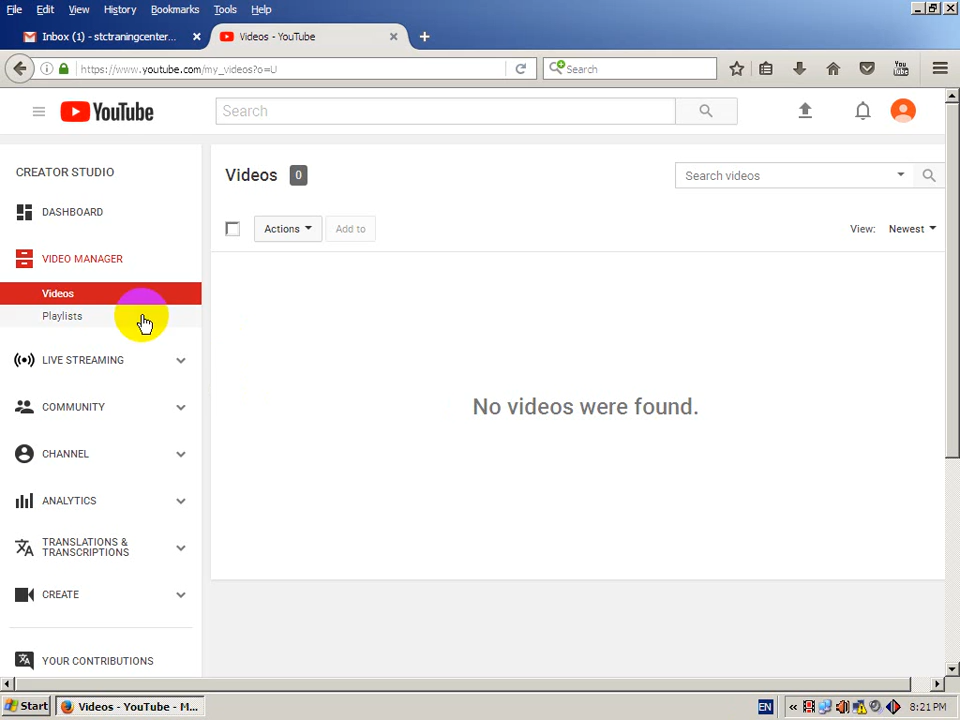 File Edit View History Bookmarks Tools Help
Inbox (1) - stctraningcenter...
Videos - YouTube
https://www.youtube.com/my_videos?o=U
Search
You Tube
YouTube
Search
CREATOR STUDIO
DASHBOARD
VIDEO MANAGER
Videos
Playlists
LIVE STREAMING
COMMUNITY
CHANNEL
ANALYTICS
TRANSLATIONS &
TRANSCRIPTIONS
CREATE
YOUR CONTRIBUTIONS
Videos 0
Search videos
Actions
Add to
View: Newest
No videos were found.
Start
Videos - YouTube - M...
EN
8:21 PM